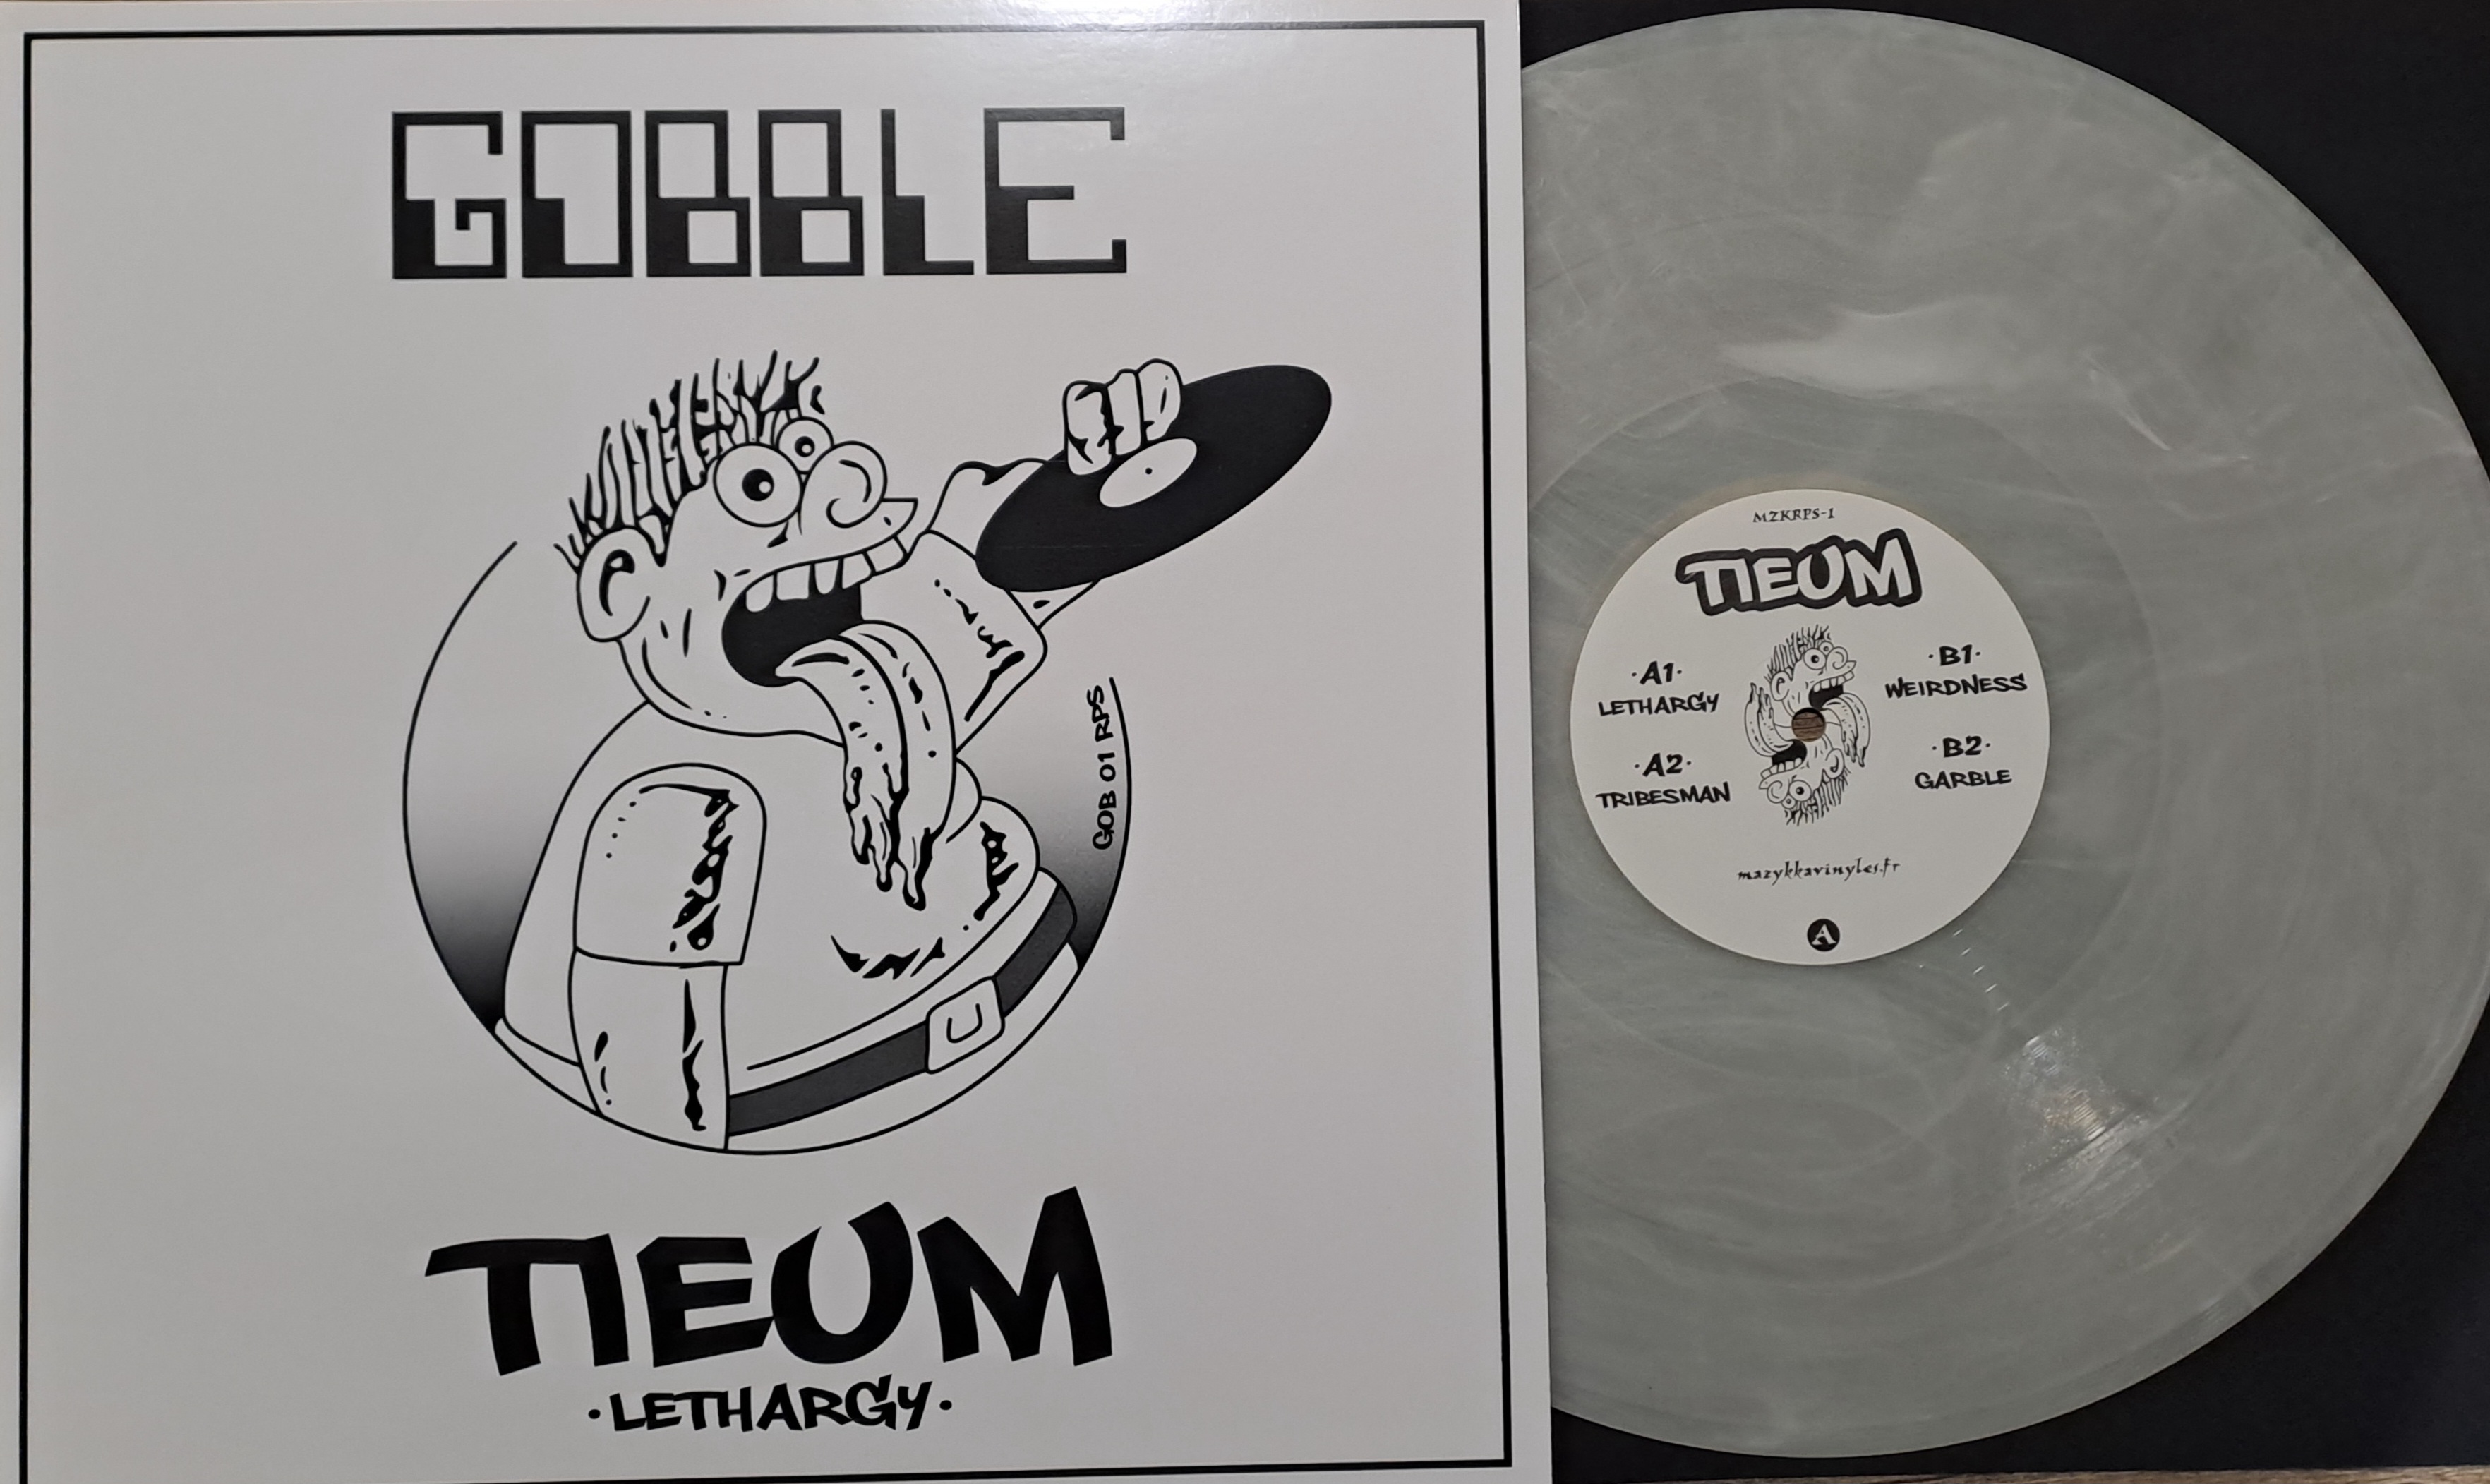 GOBBLE
GOB 01 RPS
TIEUM
·LETHARGY·
MZKRPS-1
TIEUM
·A1·
LETHARGY
·A2·
TRIBESMAN
·B1·
WEIRDNESS
·B2·
GARBLE
mazykkavinyles.fr
A